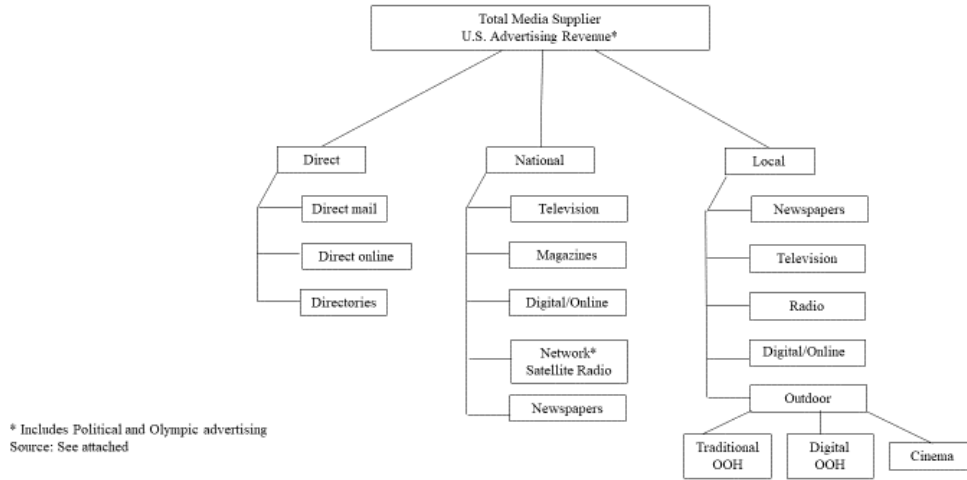 Total Media Supplier
U.S. Advertising Revenue*
Direct
National
Local
Direct mail
Direct online
Directories
Television
Magazines
Digital/Online
Network*
Satellite Radio
Newspapers
Newspapers
Television
Radio
Digital/Online
Outdoor
Traditional
OOH
Digital
OOH
Cinema
* Includes Political and Olympic advertising
Source: See attached